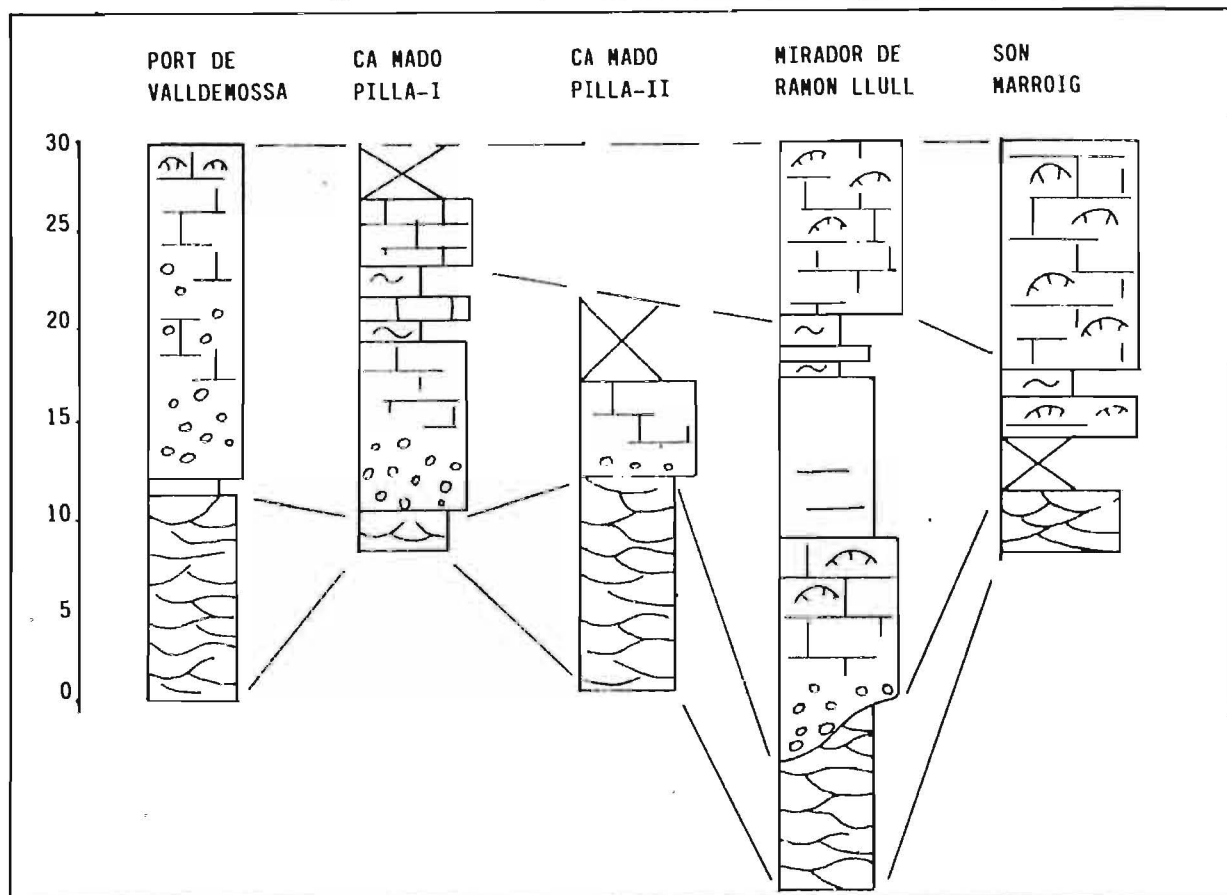 PORT DE
VALLDEMOSSA
CA MADO
PILLA-I
CA MADO
PILLA-II
MIRADOR DE
RAMON LLULL
SON
MARROIG
30
25
20
15
10
5
0